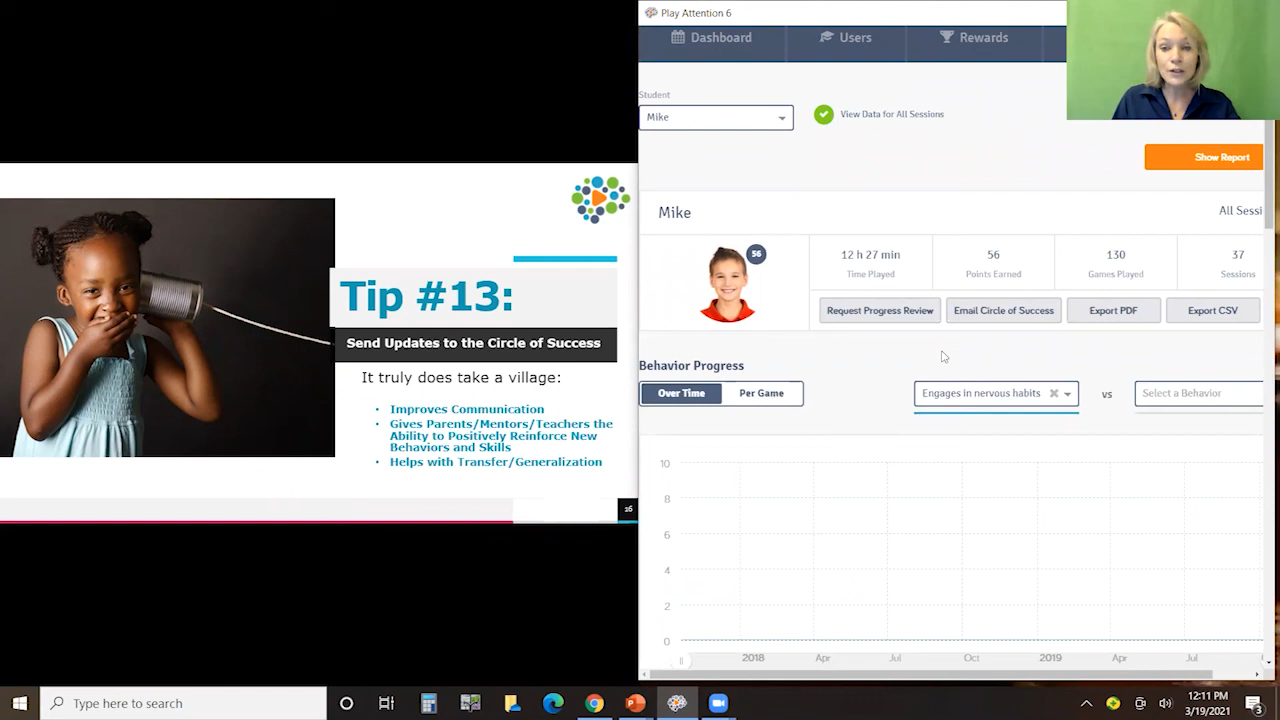 Play Attention 6
Dashboard
Users
Rewards
Student
Mike
View Data for All Sessions
Show Report
Mike
All Sessi
56
12 h 27 min
Time Played
56
Points Earned
130
Games Played
37
Sessions
Request Progress Review
Email Circle of Success
Export PDF
Export CSV
Behavior Progress
Over Time
Per Game
Engages in nervous habits
vs
Select a Behavior
10
8
6
4
2
0
2018
Apr
Jul
Oct
2019
Apr
Jul
Tip #13:
Send Updates to the Circle of Success
It truly does take a village:
• Improves Communication
• Gives Parents/Mentors/Teachers the
Ability to Positively Reinforce New
Behaviors and Skills
• Helps with Transfer/Generalization
26
Type here to search
12:11 PM
3/19/2021
3